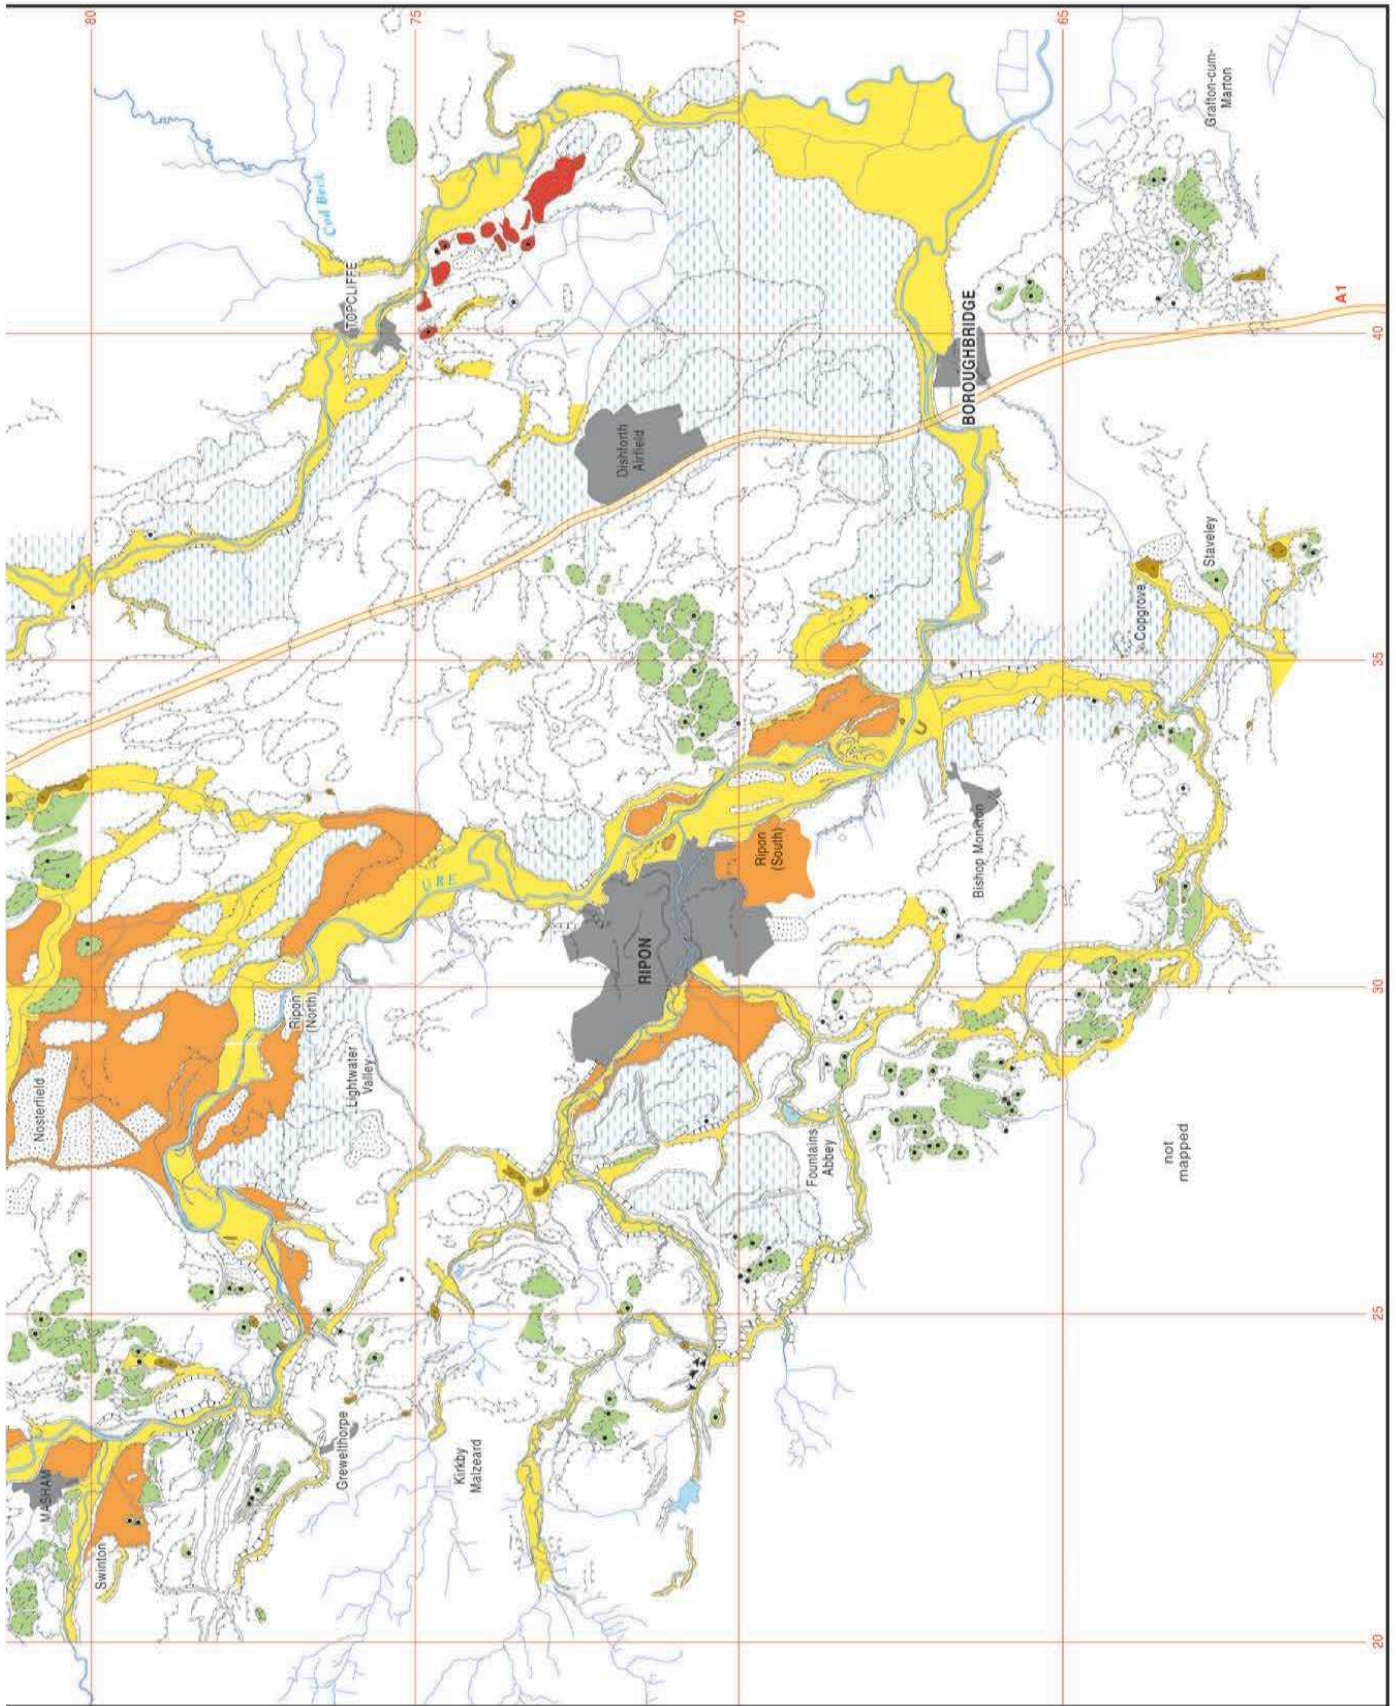 80
75
70
65
Cod Beck
TOPCLIFFE
Grafton-cum-
Marton
A1
40
BOROUGHBRIDGE
Dishforth
Airfield
Staveley
Copgrove
35
URE
Ripon
(South)
Bishop Monkton
RIPON
30
Nosterfield
Ripon
(North)
Lightwater
Valley
Fountains
Abbey
not
mapped
25
MASHAM
Swinton
Grewelthorpe
Kirkby
Malzeard
20